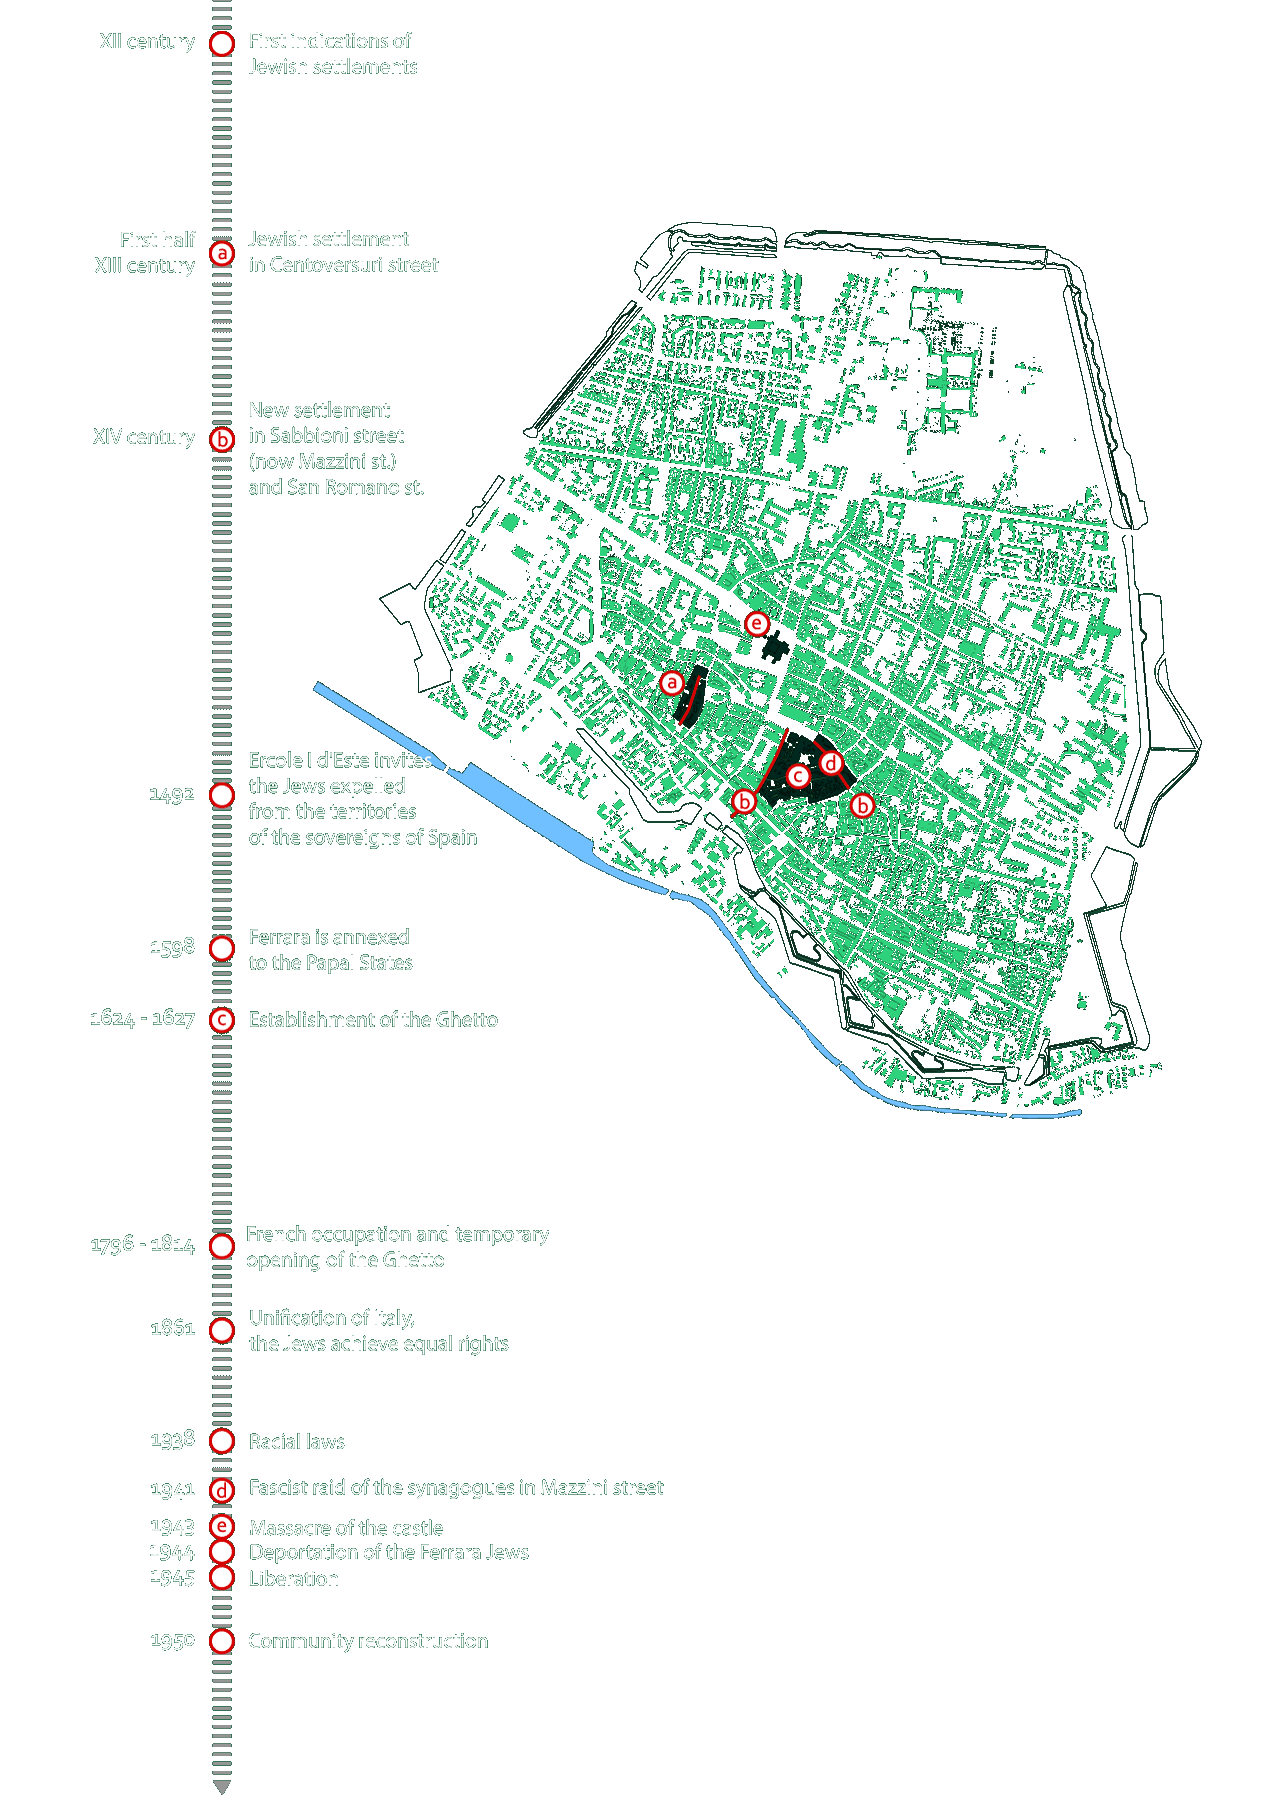 XII century
First indications of
Jewish settlements
First half
XIII century
a
Jewish settlement
in Centoversuri street
XIV century
b
New settlement
in Sabbioni street
(now Mazzini st.)
and San Romano st.
1492
Ercole I d'Este invites
the Jews expelled
from the territories
of the sovereigns of Spain
1598
Ferrara is annexed
to the Papal States
1624 - 1627
c
Establishment of the Ghetto
1796 - 1814
French occupation and temporary
opening of the Ghetto
1861
Unification of Italy,
the Jews achieve equal rights
1938
Racial laws
1941
d
Fascist raid of the synagogues in Mazzini street
1943
e
Massacre of the castle
1944
Deportation of the Ferrara Jews
1945
Liberation
1950
Community reconstruction
e
a
d
c
b
b